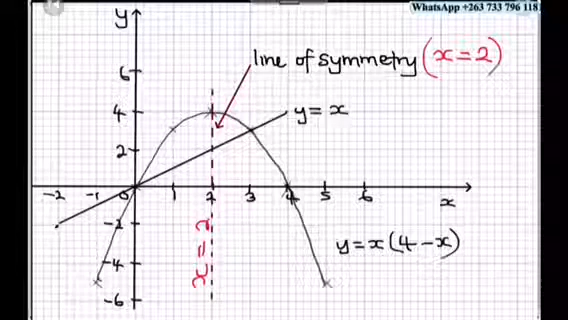 WhatsApp +263 733 796 118
y
line of symmetry (x = 2)
6
4
y = x
2
-2 -1 0 1 2 3 4 5 6
x
-2
x = 2
y = x(4 - x)
-4
-6